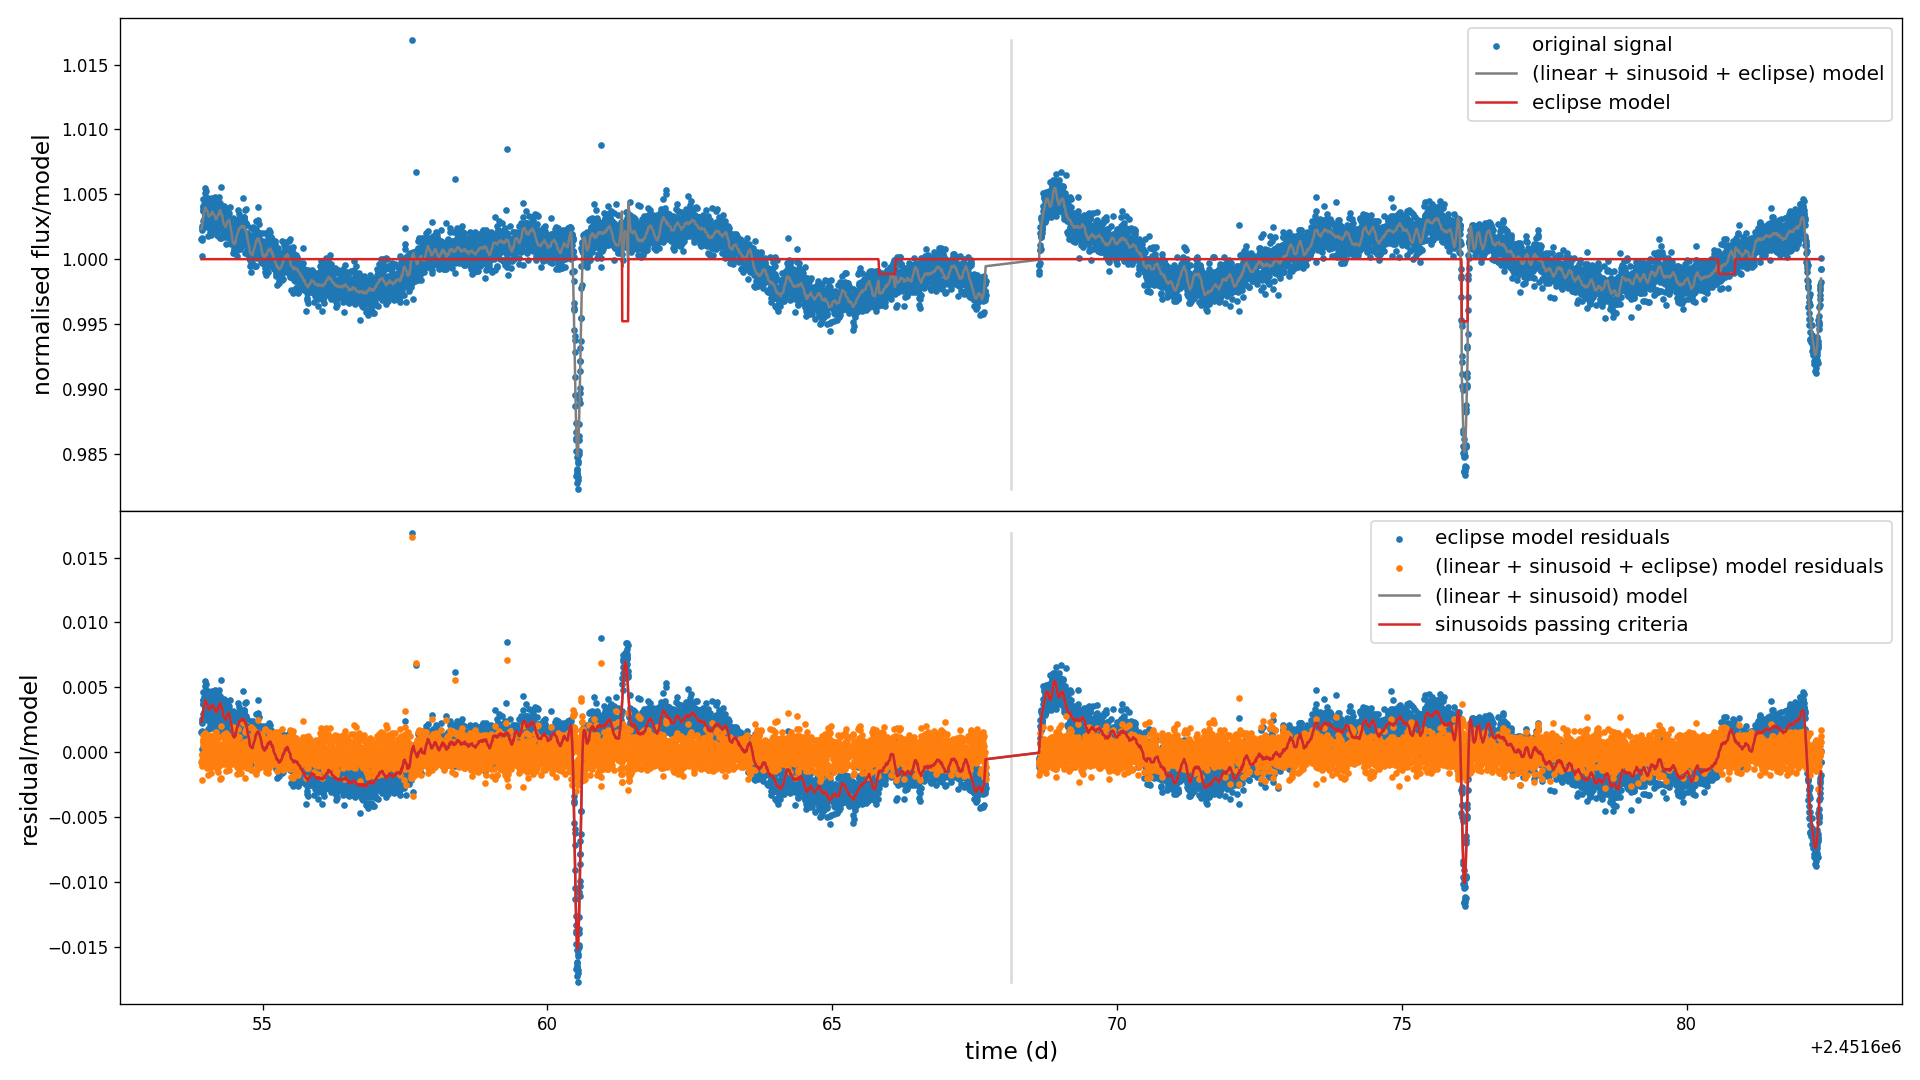 original signal
(linear + sinusoid + eclipse) model
eclipse model
normalised flux/model
1.015
1.010
1.005
1.000
0.995
0.990
0.985
eclipse model residuals
(linear + sinusoid + eclipse) model residuals
(linear + sinusoid) model
sinusoids passing criteria
residual/model
0.015
0.010
0.005
0.000
−0.005
−0.010
−0.015
55 60 65 70 75 80
time (d)
+2.4516e6